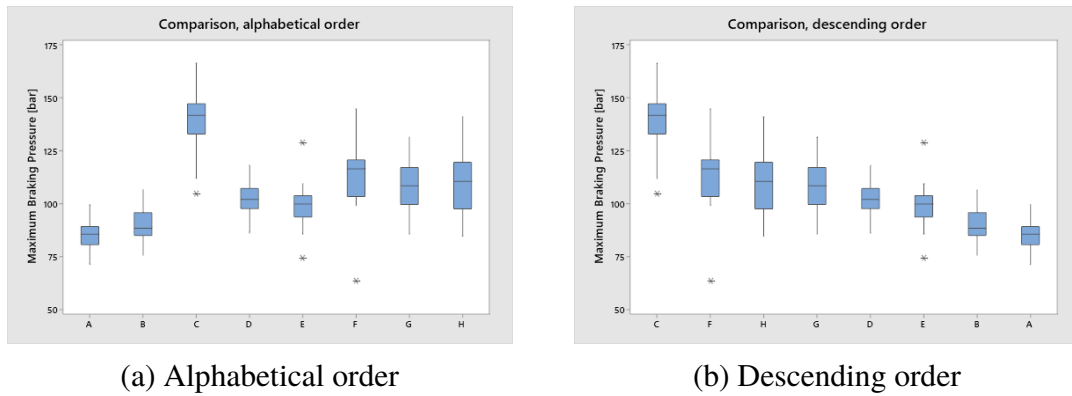 Comparison, alphabetical order
Maximum Braking Pressure [bar]
175
150
125
100
75
50
A B C D E F G H
(a) Alphabetical order
Comparison, descending order
Maximum Braking Pressure [bar]
175
150
125
100
75
50
C F H G D E B A
(b) Descending order